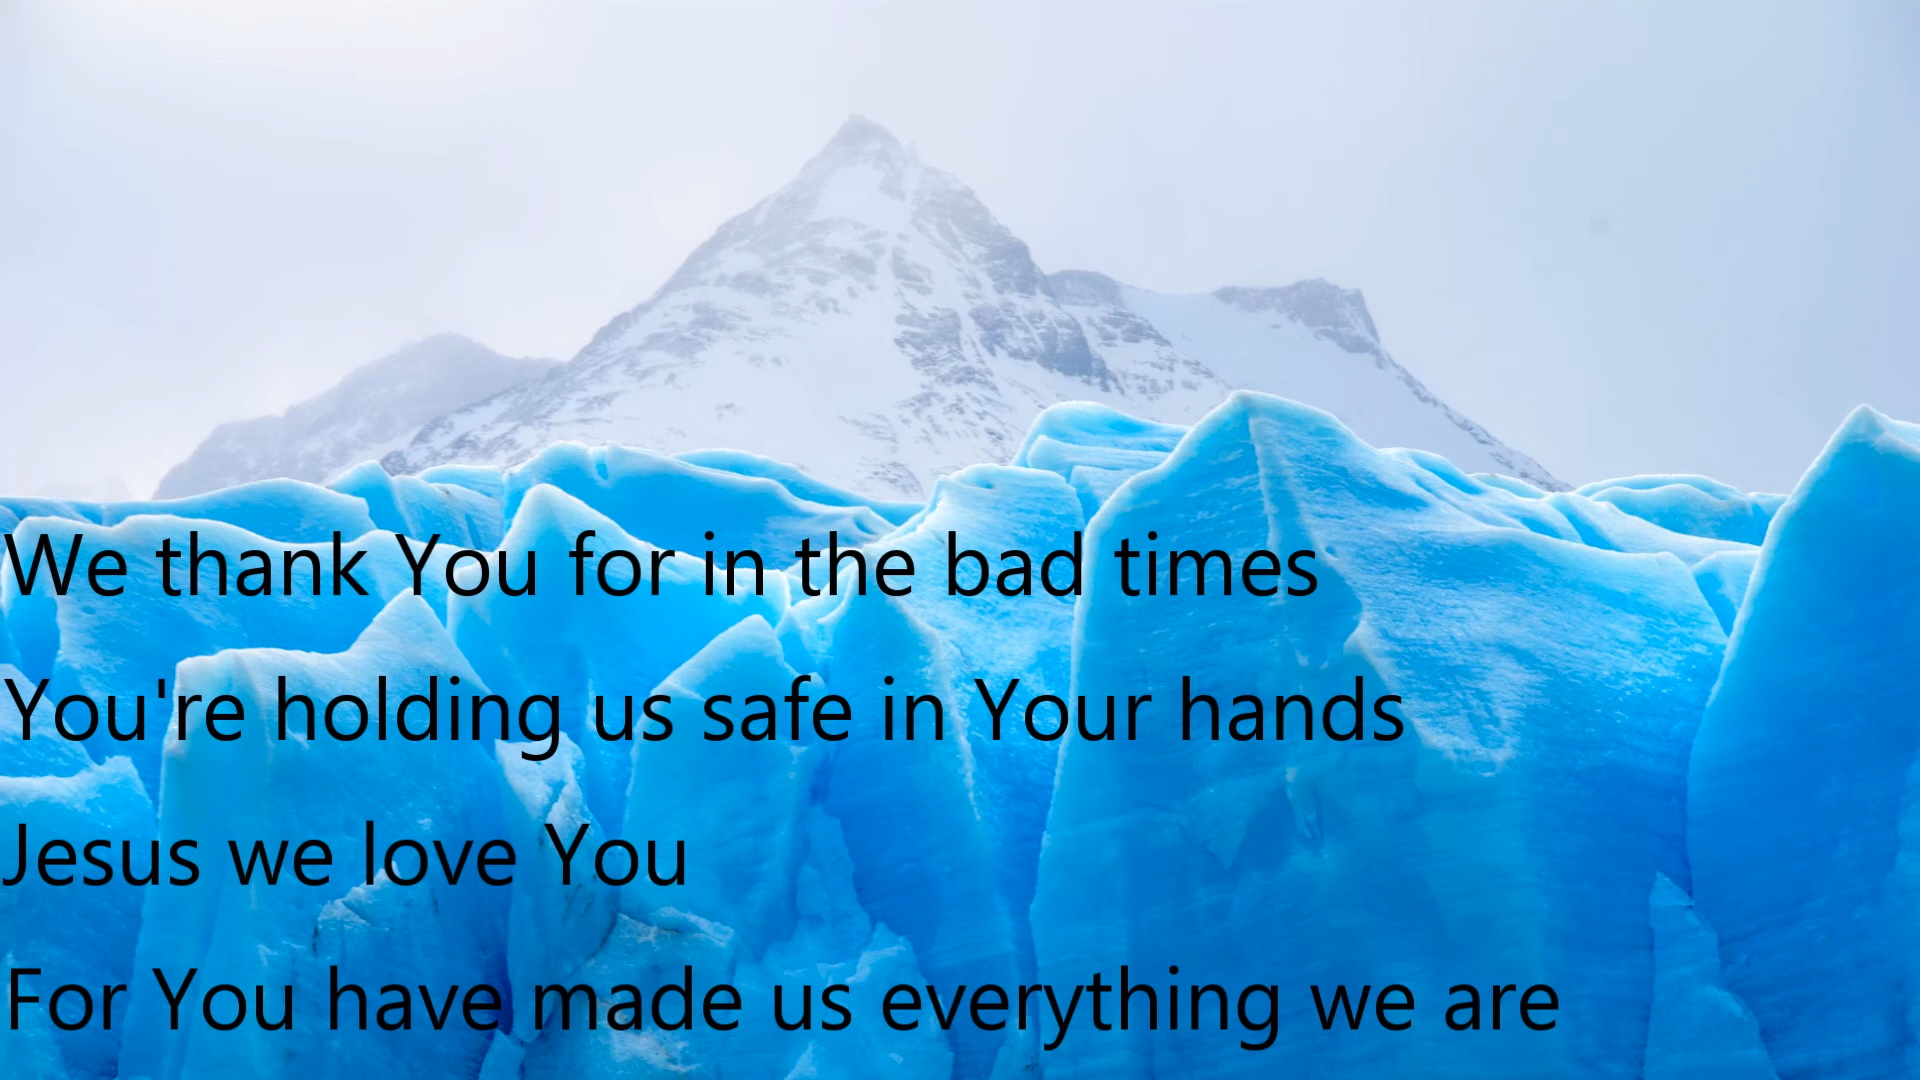 We thank You for in the bad times
You're holding us safe in Your hands
Jesus we love You
For You have made us everything we are